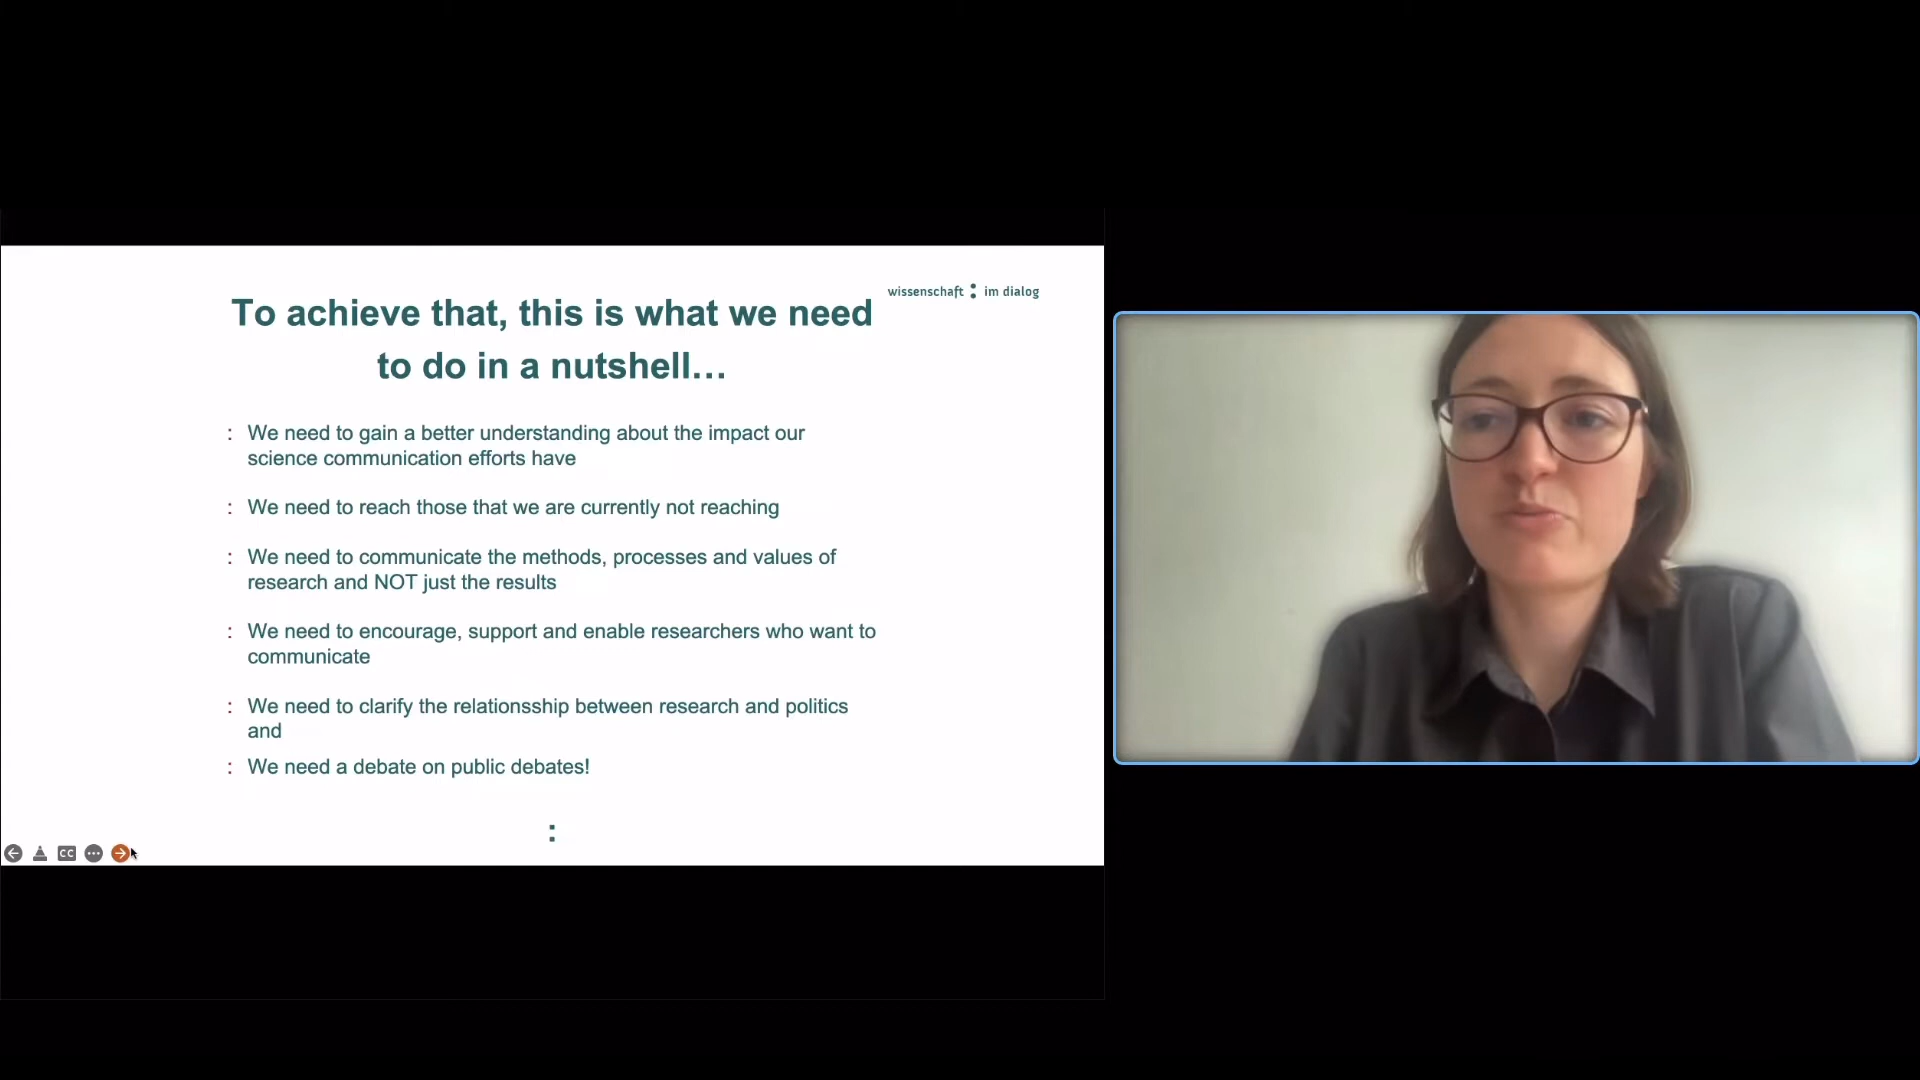 wissenschaft : im dialog
To achieve that, this is what we need
to do in a nutshell…
: We need to gain a better understanding about the impact our
science communication efforts have
: We need to reach those that we are currently not reaching
: We need to communicate the methods, processes and values of
research and NOT just the results
: We need to encourage, support and enable researchers who want to
communicate
: We need to clarify the relationsship between research and politics
and
: We need a debate on public debates!
:
CC